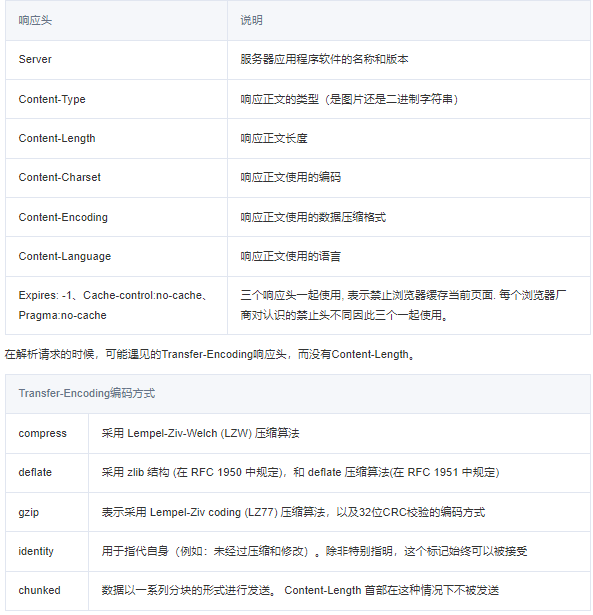 响应头 说明
Server 服务器应用程序软件的名称和版本
Content-Type 响应正文的类型（是图片还是二进制字符串）
Content-Length 响应正文长度
Content-Charset 响应正文使用的编码
Content-Encoding 响应正文使用的数据压缩格式
Content-Language 响应正文使用的语言
Expires: -1、Cache-control:no-cache、 三个响应头一起使用, 表示禁止浏览器缓存当前页面. 每个浏览器厂
Pragma:no-cache 商对认识的禁止头不同因此三个一起使用。
在解析请求的时候，可能遇见的Transfer-Encoding响应头，而没有Content-Length。
Transfer-Encoding编码方式
compress 采用 Lempel-Ziv-Welch (LZW) 压缩算法
deflate 采用 zlib 结构 (在 RFC 1950 中规定)，和 deflate 压缩算法(在 RFC 1951 中规定)
gzip 表示采用 Lempel-Ziv coding (LZ77) 压缩算法，以及32位CRC校验的编码方式
identity 用于指代自身（例如：未经过压缩和修改）。除非特别指明，这个标记始终可以被接受
chunked 数据以一系列分块的形式进行发送。 Content-Length 首部在这种情况下不被发送